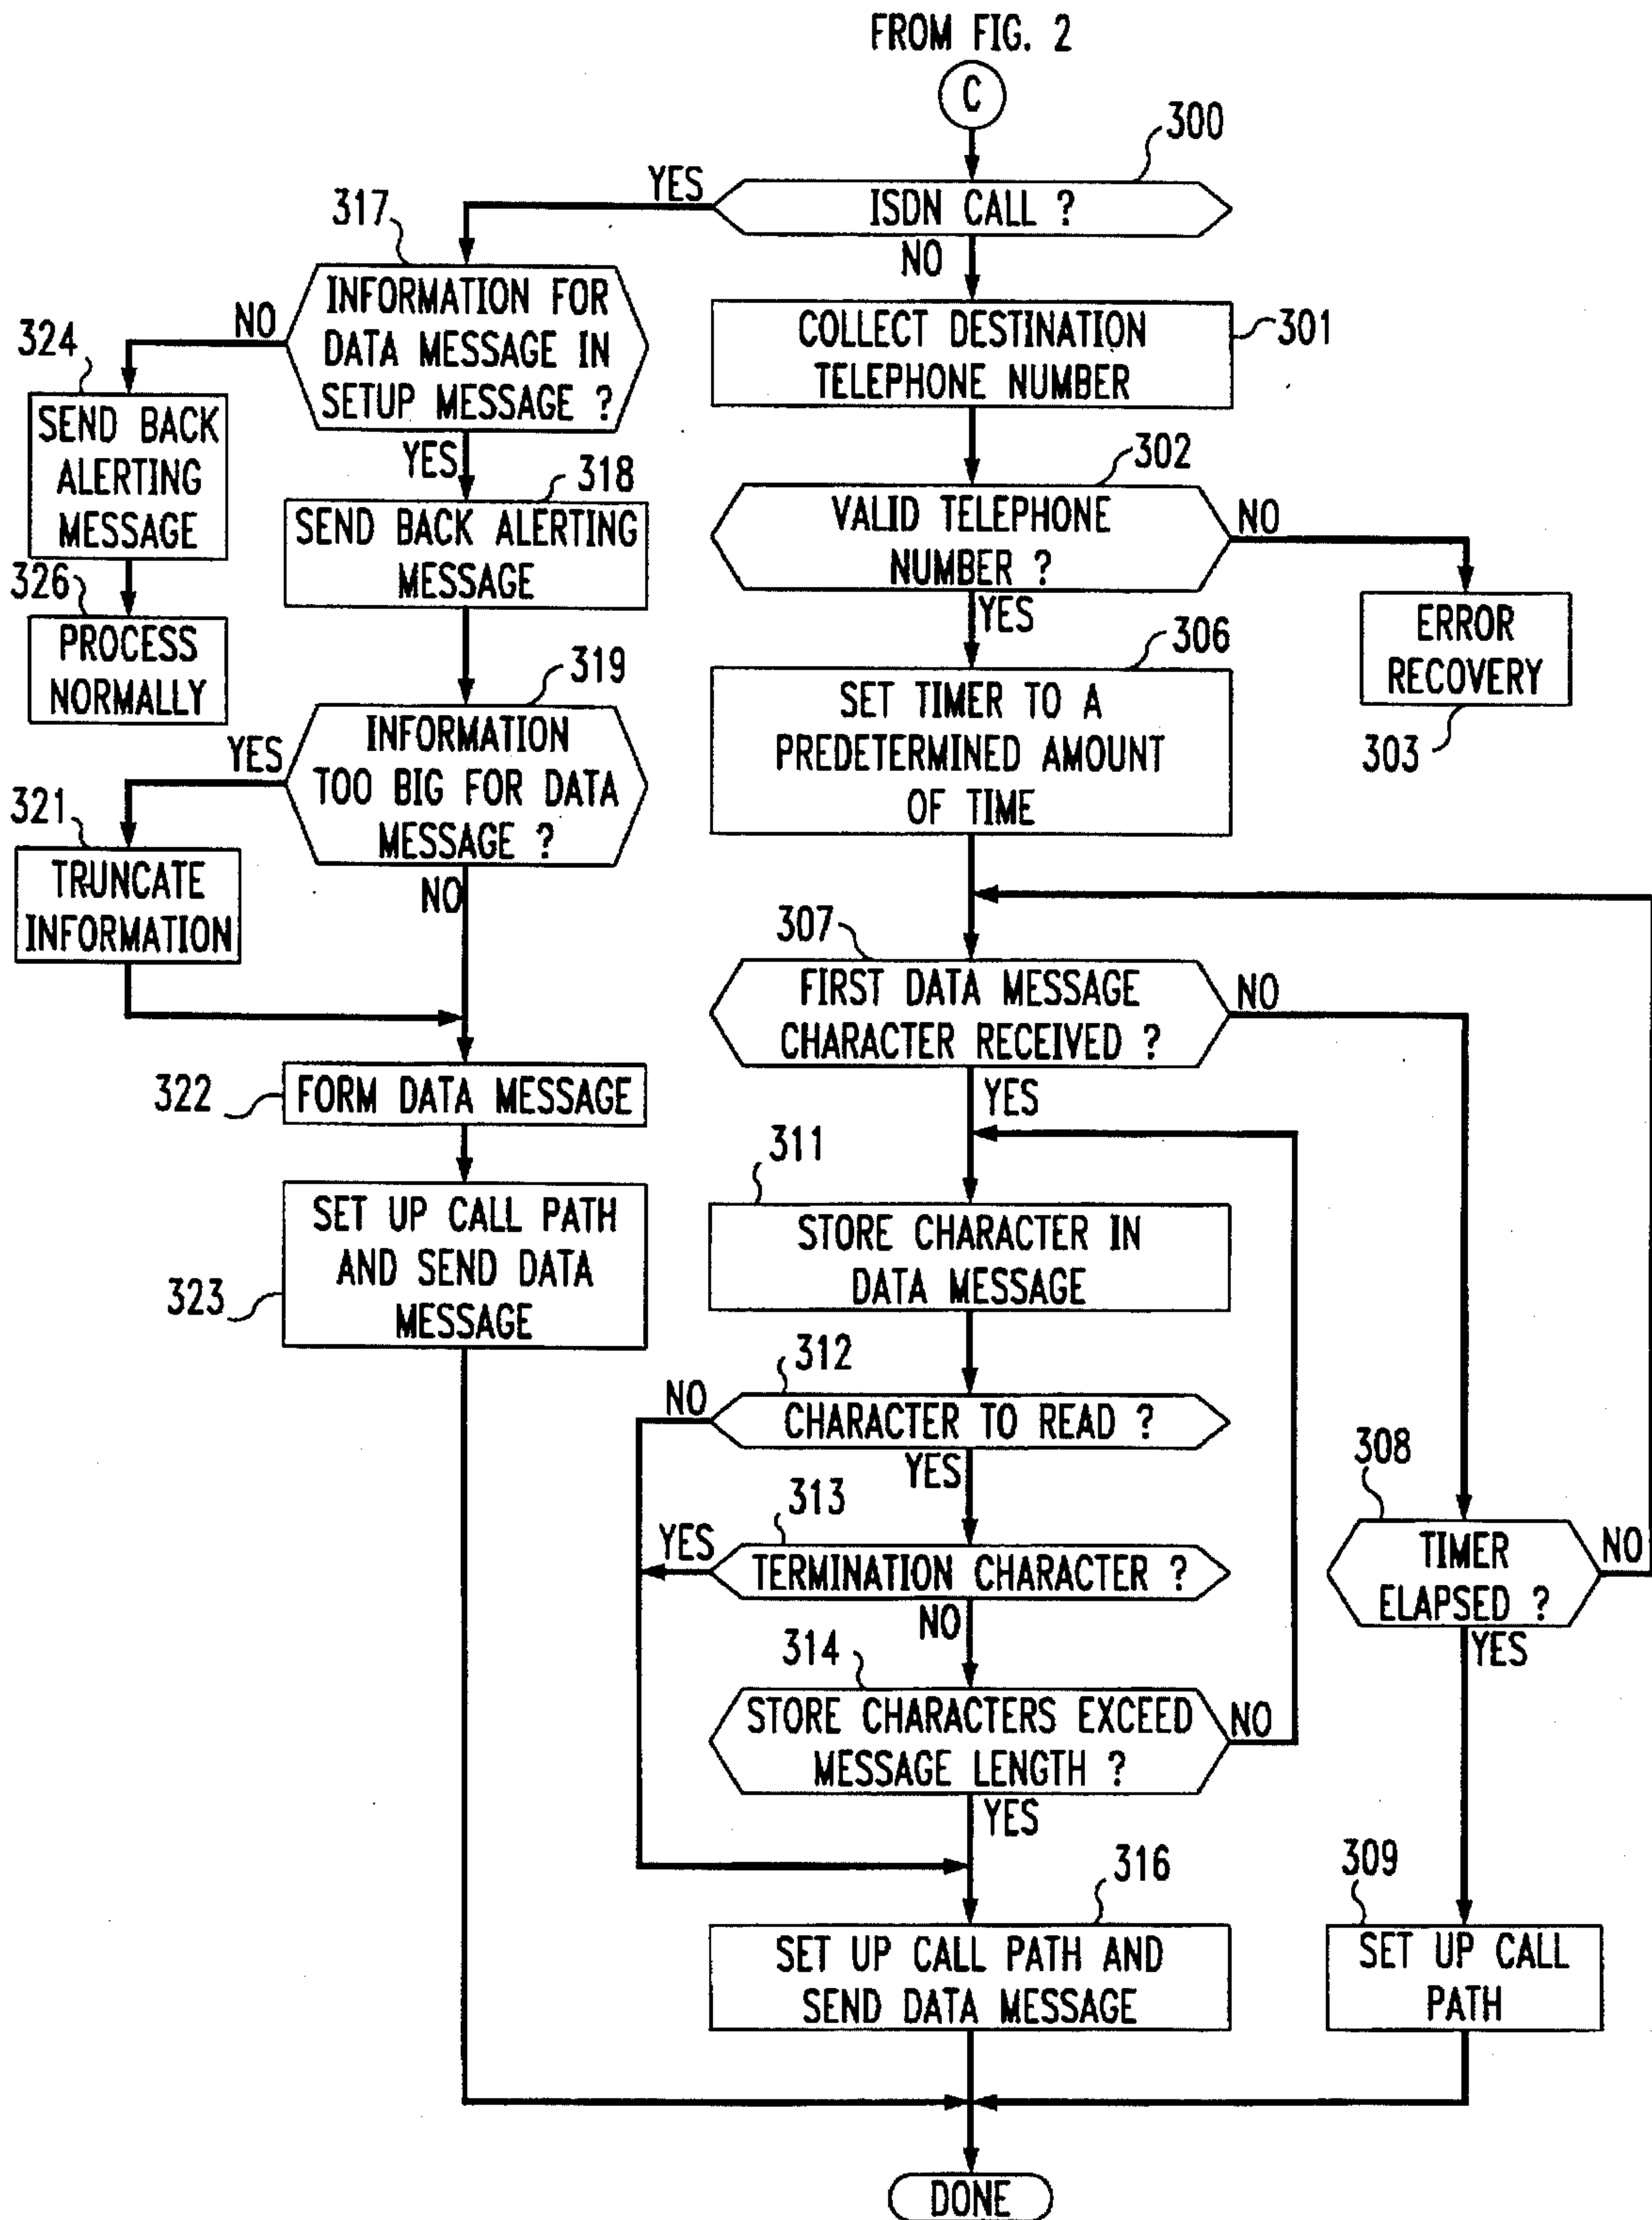 FROM FIG. 2
C
300
ISDN CALL ?
YES
NO
317
INFORMATION FOR
DATA MESSAGE IN
SETUP MESSAGE ?
NO
YES
324
SEND BACK
ALERTING
MESSAGE
326
PROCESS
NORMALLY
318
SEND BACK ALERTING
MESSAGE
319
INFORMATION
TOO BIG FOR DATA
MESSAGE ?
YES
NO
321
TRUNCATE
INFORMATION
322
FORM DATA MESSAGE
323
SET UP CALL PATH
AND SEND DATA
MESSAGE
301
COLLECT DESTINATION
TELEPHONE NUMBER
302
VALID TELEPHONE
NUMBER ?
NO
YES
ERROR
RECOVERY
303
306
SET TIMER TO A
PREDETERMINED AMOUNT
OF TIME
307
FIRST DATA MESSAGE
CHARACTER RECEIVED ?
NO
YES
311
STORE CHARACTER IN
DATA MESSAGE
312
CHARACTER TO READ ?
NO
YES
313
TERMINATION CHARACTER ?
YES
NO
314
STORE CHARACTERS EXCEED
MESSAGE LENGTH ?
NO
YES
308
TIMER
ELAPSED ?
NO
YES
316
SET UP CALL PATH AND
SEND DATA MESSAGE
309
SET UP CALL
PATH
DONE